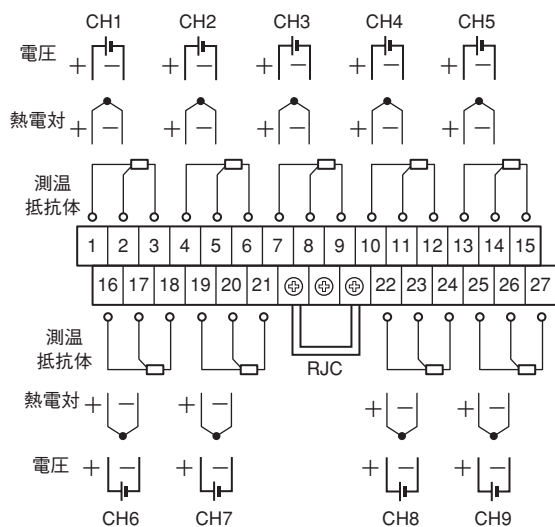 CH1 CH2 CH3 CH4 CH5
電圧 + − + − + − + − + −
熱電対 + − + − + − + − + −
測温
抵抗体
1 2 3 4 5 6 7 8 9 10 11 12 13 14 15
16 17 18 19 20 21 22 23 24 25 26 27
測温
抵抗体
RJC
熱電対 + − + − + − + −
電圧 + − + − + − + −
CH6 CH7 CH8 CH9